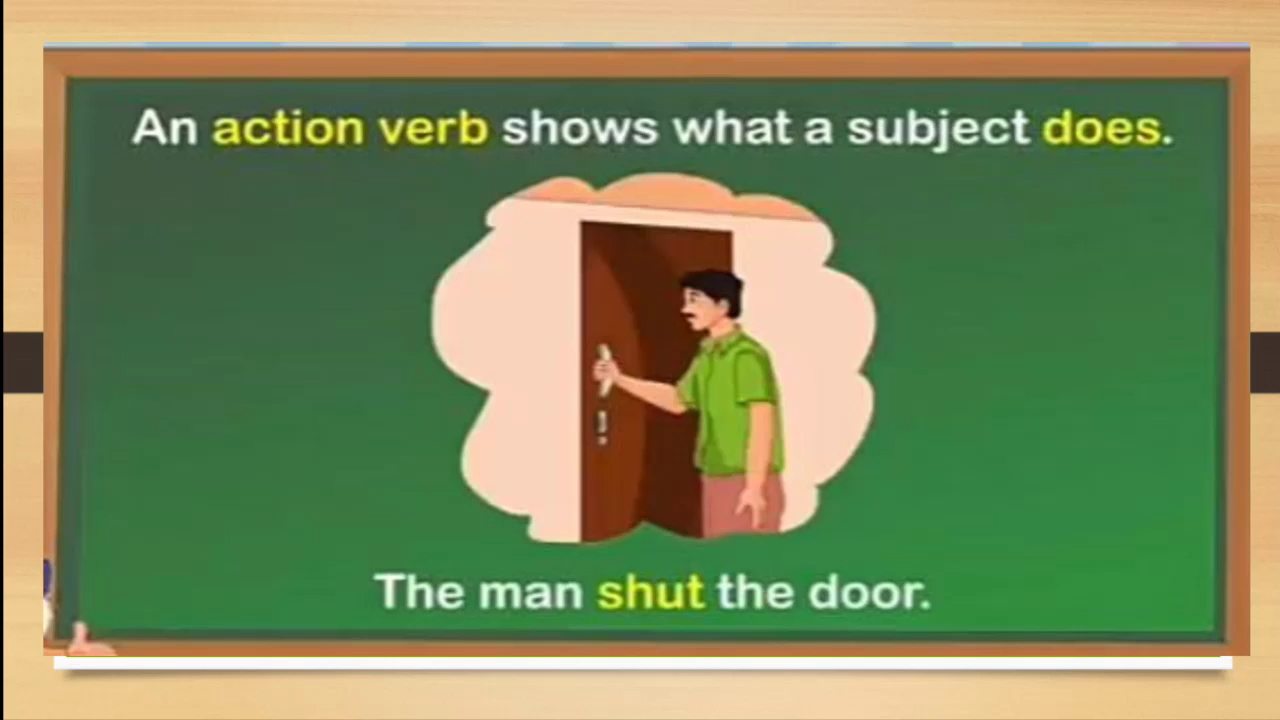 An action verb shows what a subject does.
The man shut the door.